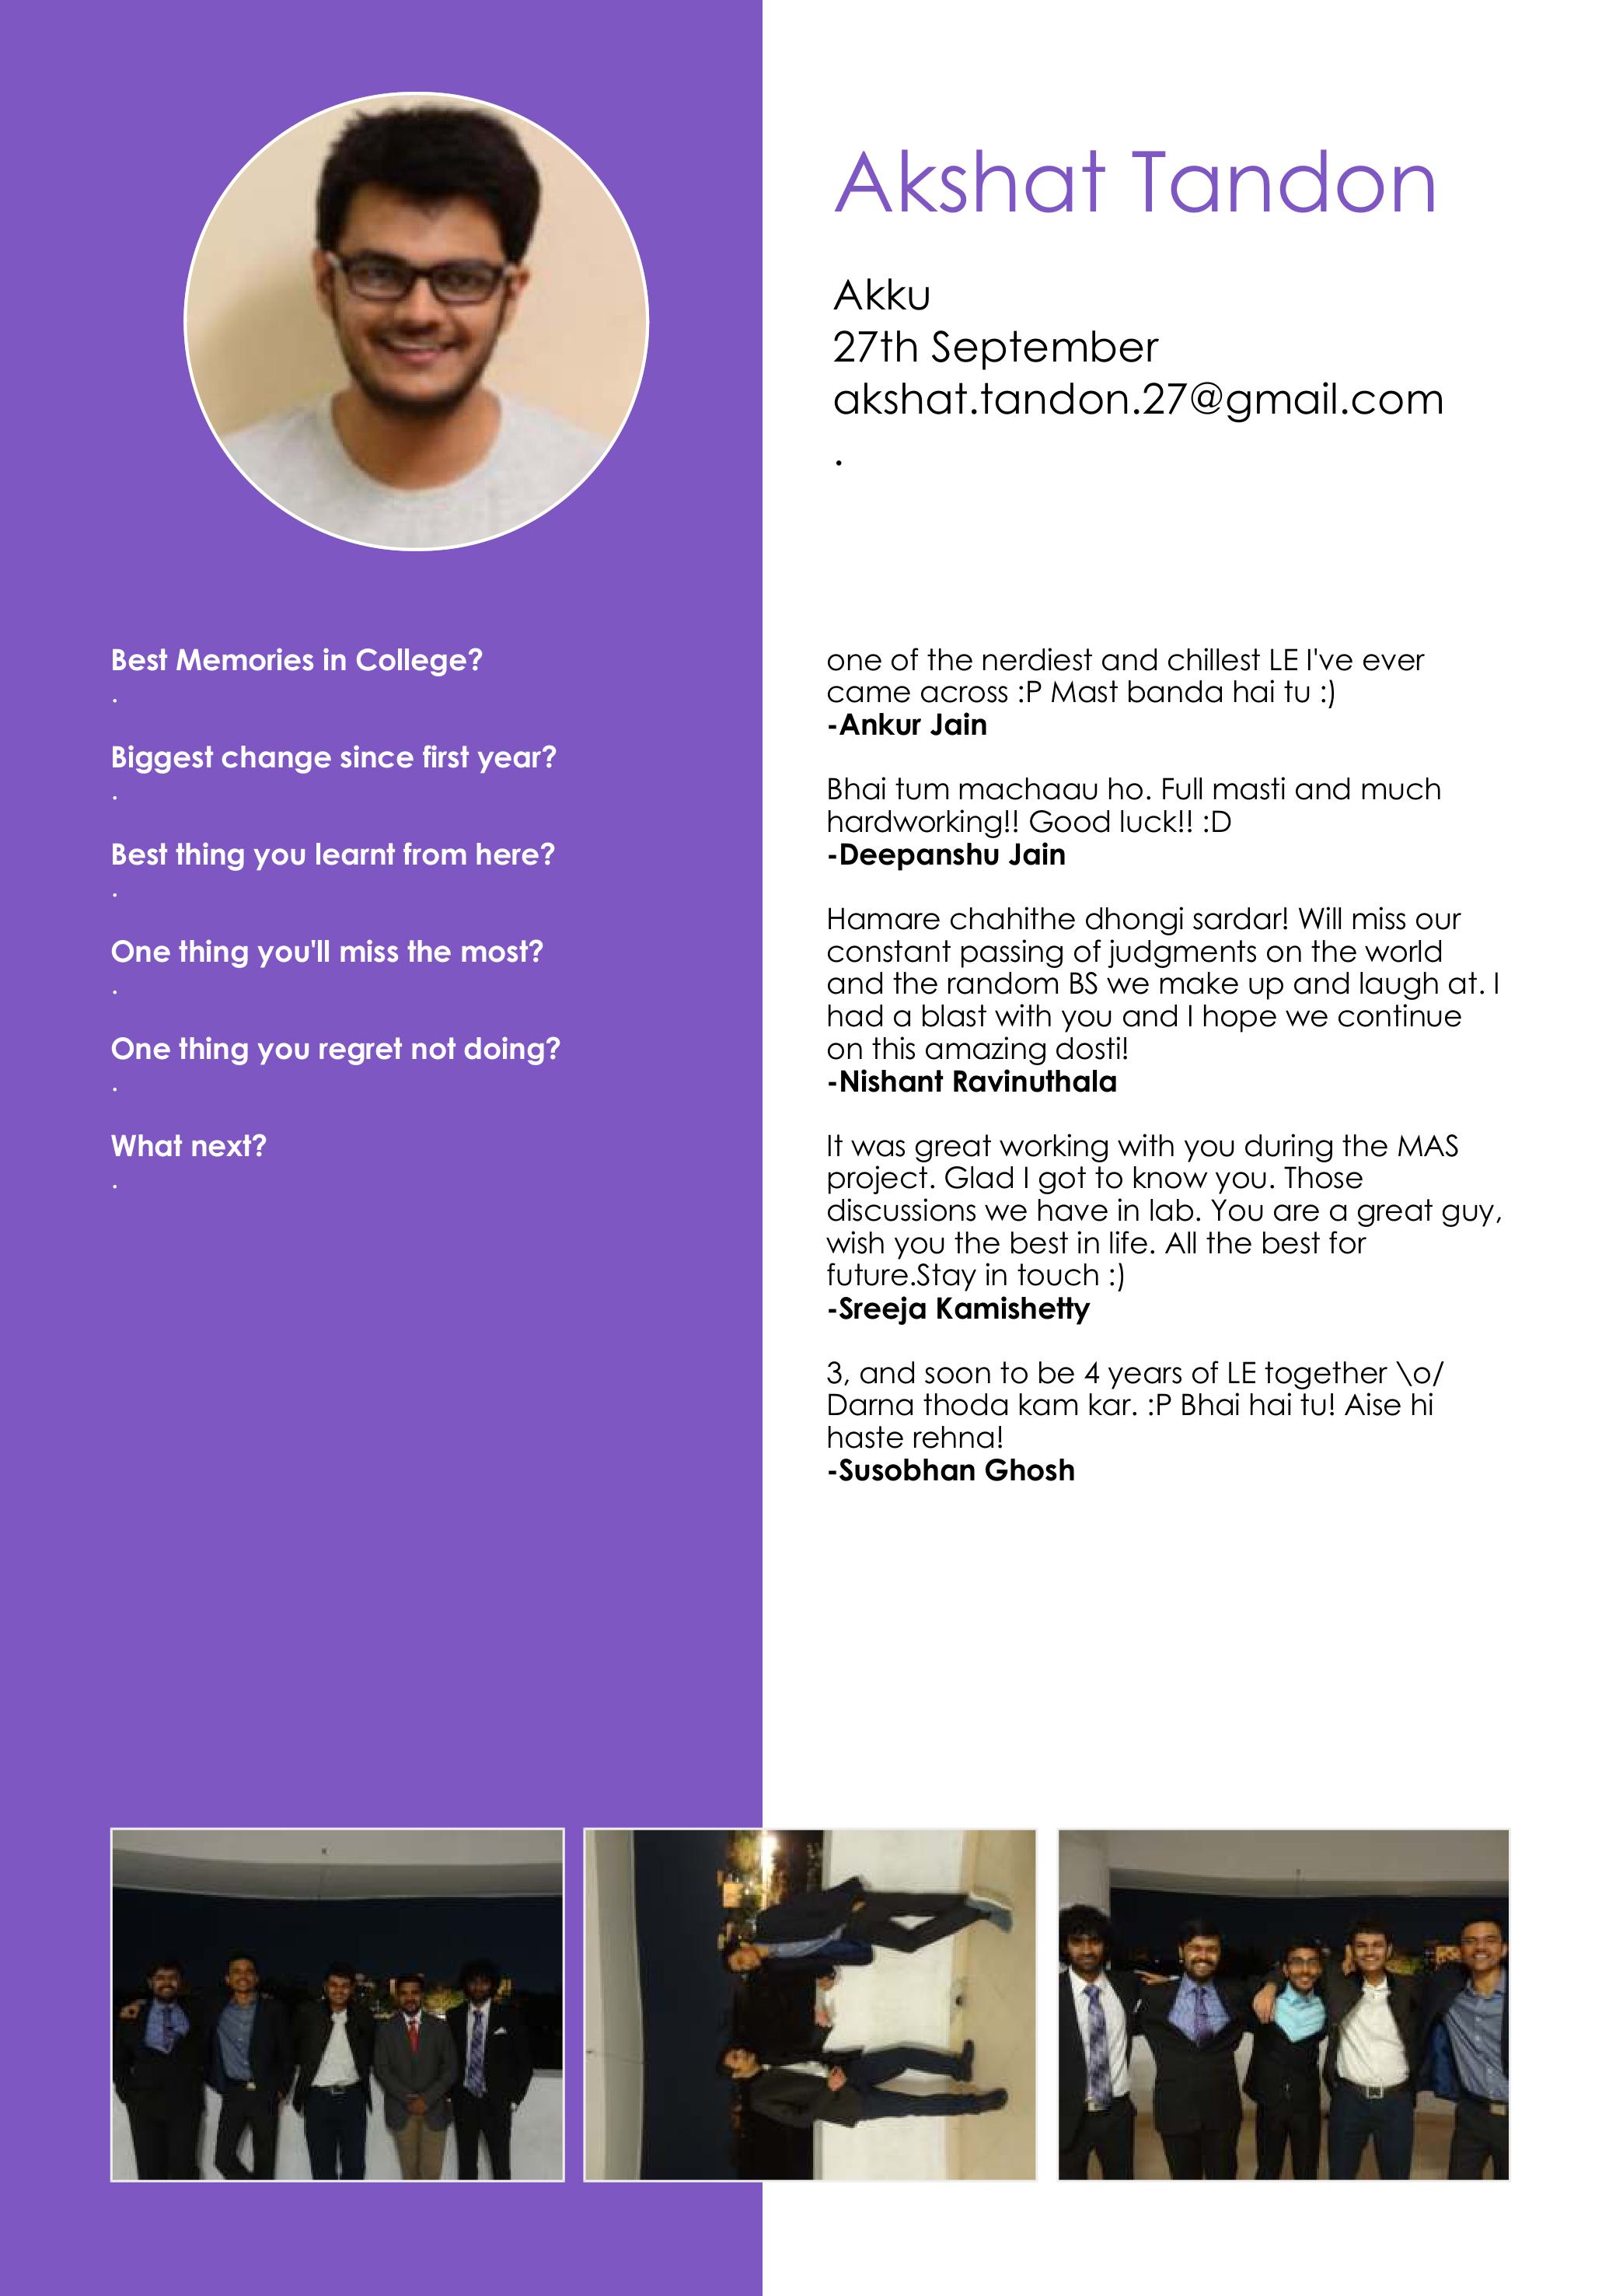 Akshat Tandon
Akku
27th September
akshat.tandon.27@gmail.com
.
Best Memories in College?
.
Biggest change since first year?
.
Best thing you learnt from here?
.
One thing you'll miss the most?
.
One thing you regret not doing?
.
What next?
.
one of the nerdiest and chillest LE I've ever
came across :P Mast banda hai tu :)
-Ankur Jain
Bhai tum machaau ho. Full masti and much
hardworking!! Good luck!! :D
-Deepanshu Jain
Hamare chahithe dhongi sardar! Will miss our
constant passing of judgments on the world
and the random BS we make up and laugh at. I
had a blast with you and I hope we continue
on this amazing dosti!
-Nishant Ravinuthala
It was great working with you during the MAS
project. Glad I got to know you. Those
discussions we have in lab. You are a great guy,
wish you the best in life. All the best for
future.Stay in touch :)
-Sreeja Kamishetty
3, and soon to be 4 years of LE together \o/
Darna thoda kam kar. :P Bhai hai tu! Aise hi
haste rehna!
-Susobhan Ghosh